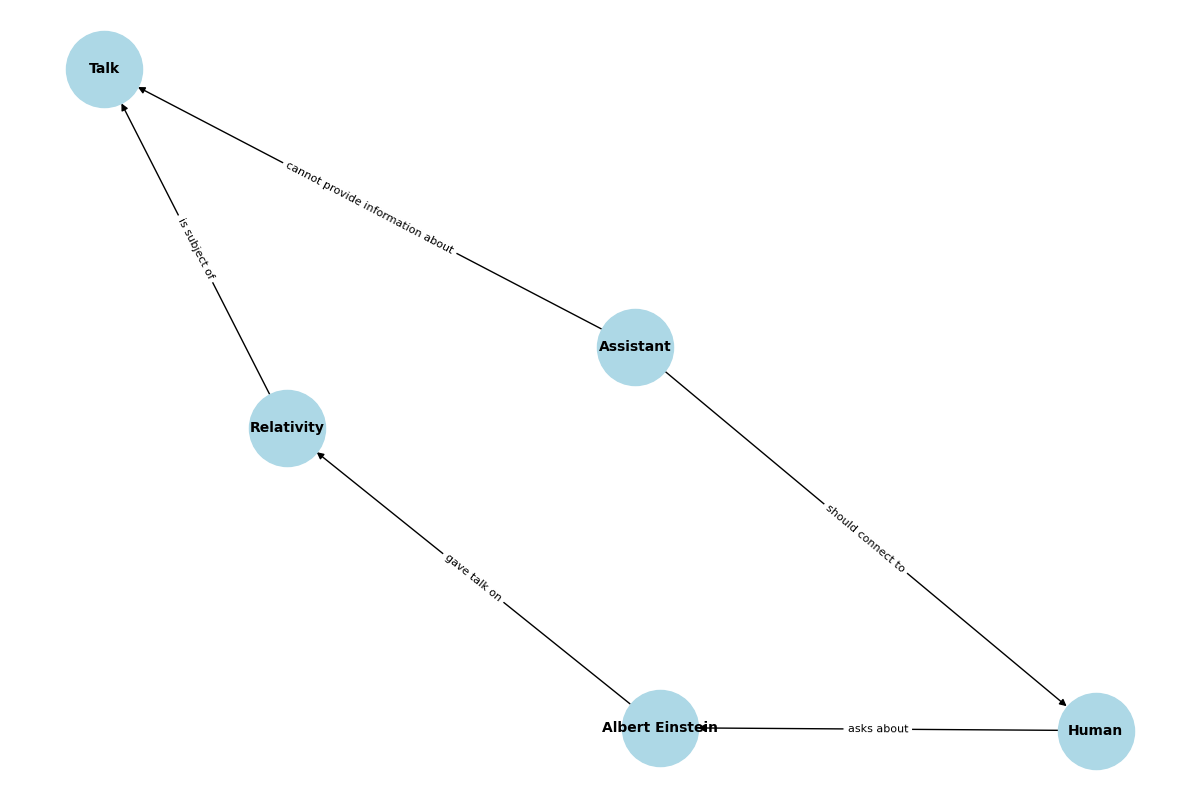 Talk
cannot provide information about
is subject of
Assistant
Relativity
should connect to
gave talk on
Albert Einstein
asks about
Human